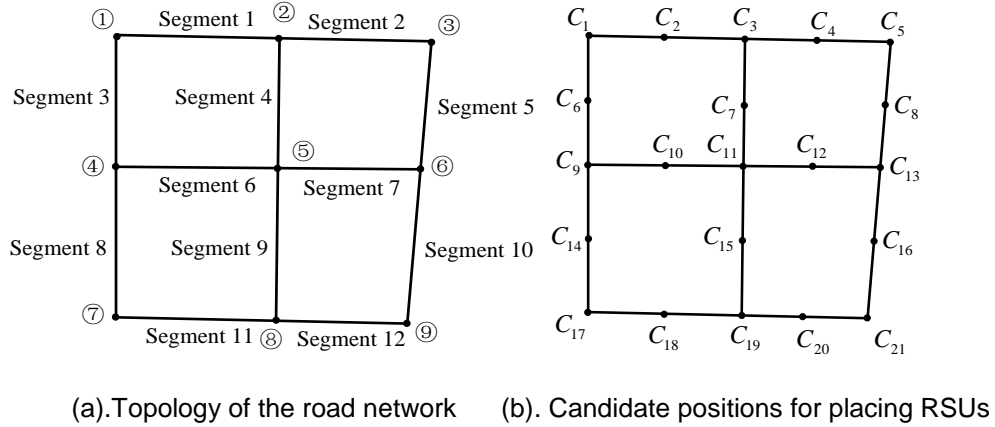 ① Segment 1 ② Segment 2 ③
Segment 3 Segment 4 Segment 5
④ ⑤ ⑥
Segment 6 Segment 7
Segment 8 Segment 9 Segment 10
⑦ ⑧ ⑨
Segment 11 Segment 12
C₁ C₂ C₃ C₄ C₅
C₆ C₇ C₈
C₉ C₁₀ C₁₁ C₁₂ C₁₃
C₁₄ C₁₅ C₁₆
C₁₇ C₁₈ C₁₉ C₂₀ C₂₁
(a).Topology of the road network
(b). Candidate positions for placing RSUs